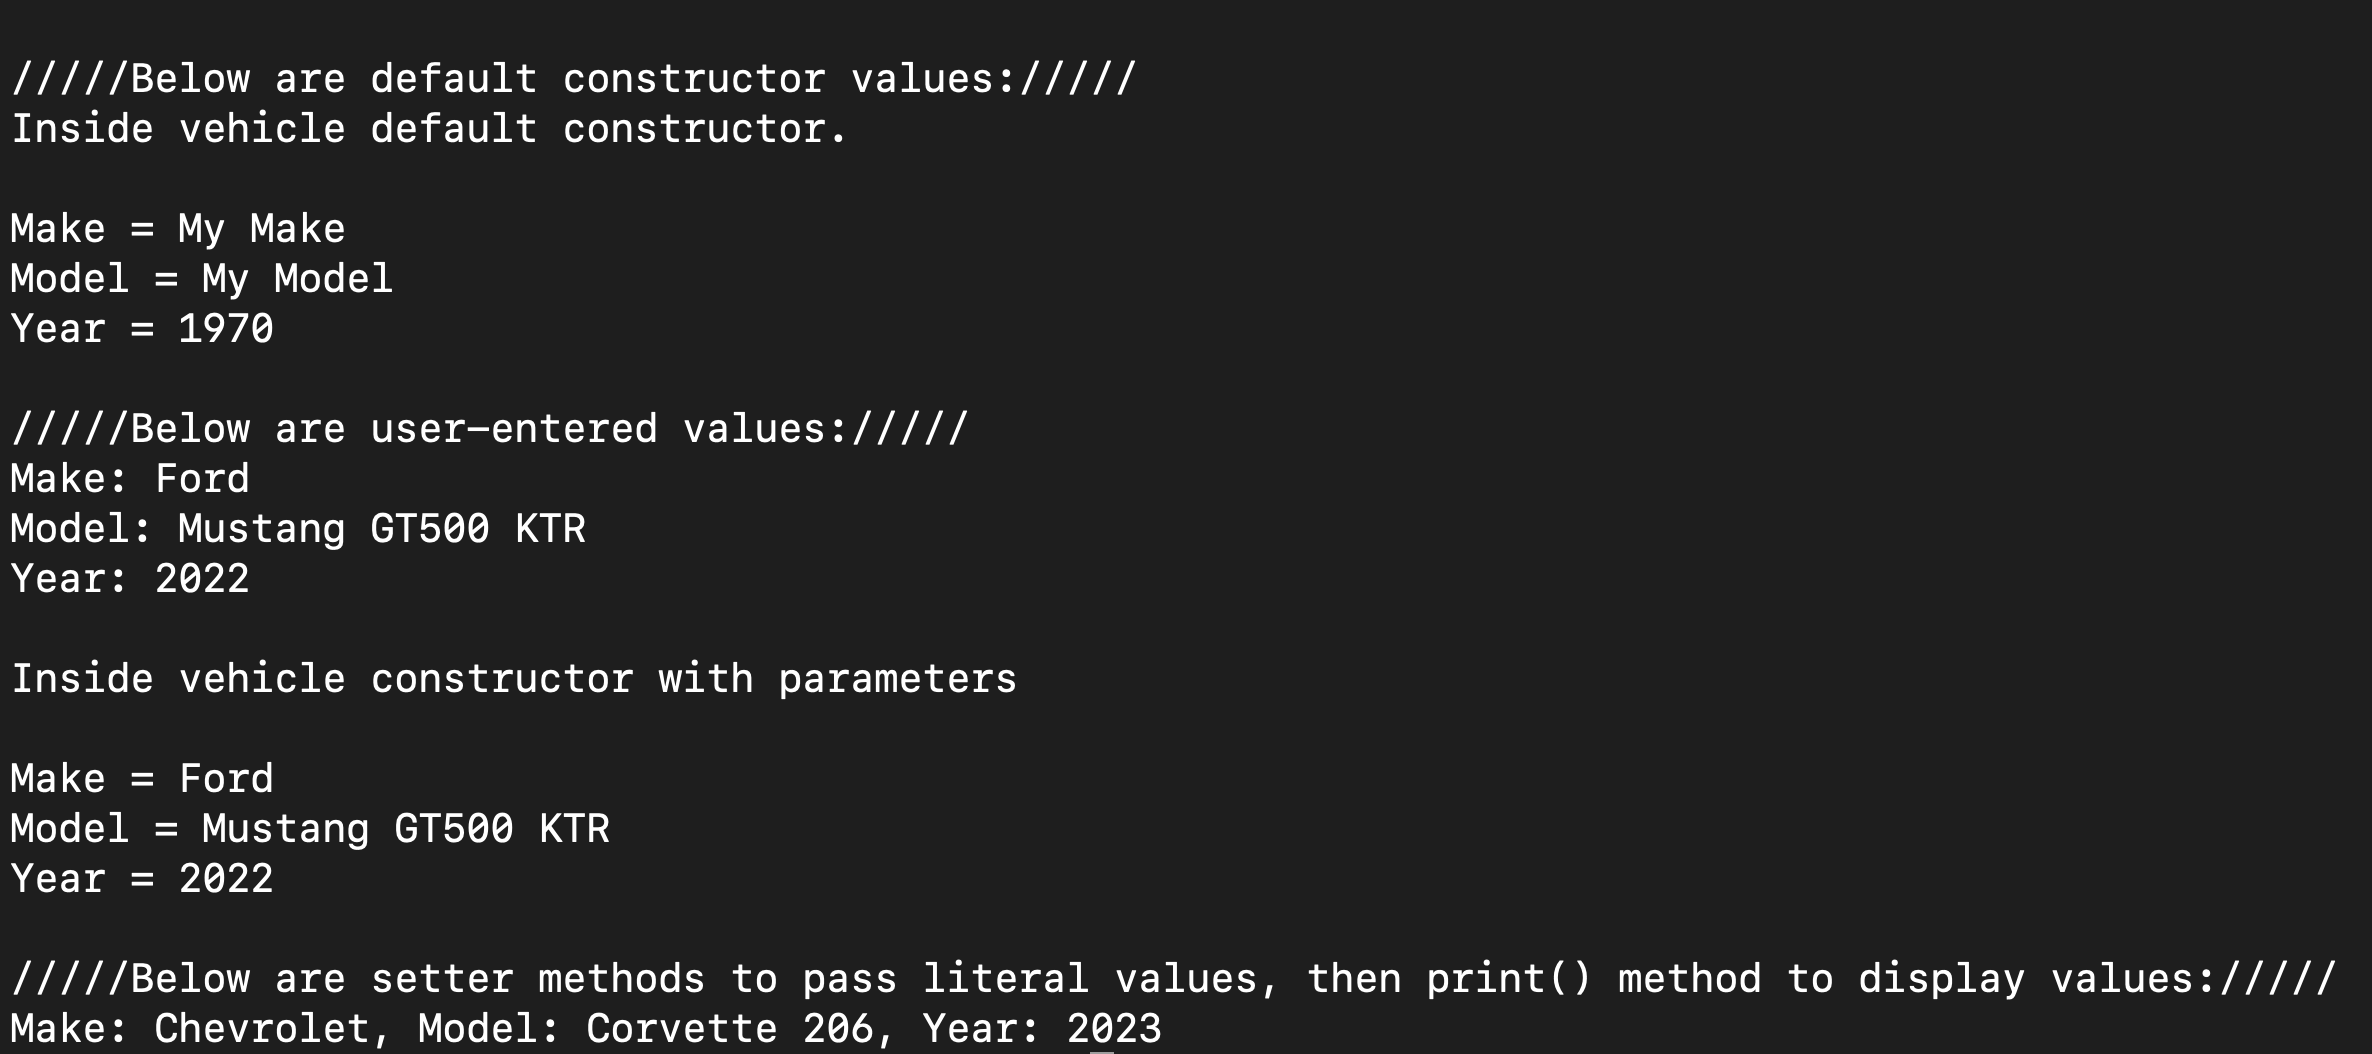 /////Below are default constructor values://///
Inside vehicle default constructor.
Make = My Make
Model = My Model
Year = 1970
/////Below are user-entered values://///
Make: Ford
Model: Mustang GT500 KTR
Year: 2022
Inside vehicle constructor with parameters
Make = Ford
Model = Mustang GT500 KTR
Year = 2022
/////Below are setter methods to pass literal values, then print() method to display values://///
Make: Chevrolet, Model: Corvette 206, Year: 2023